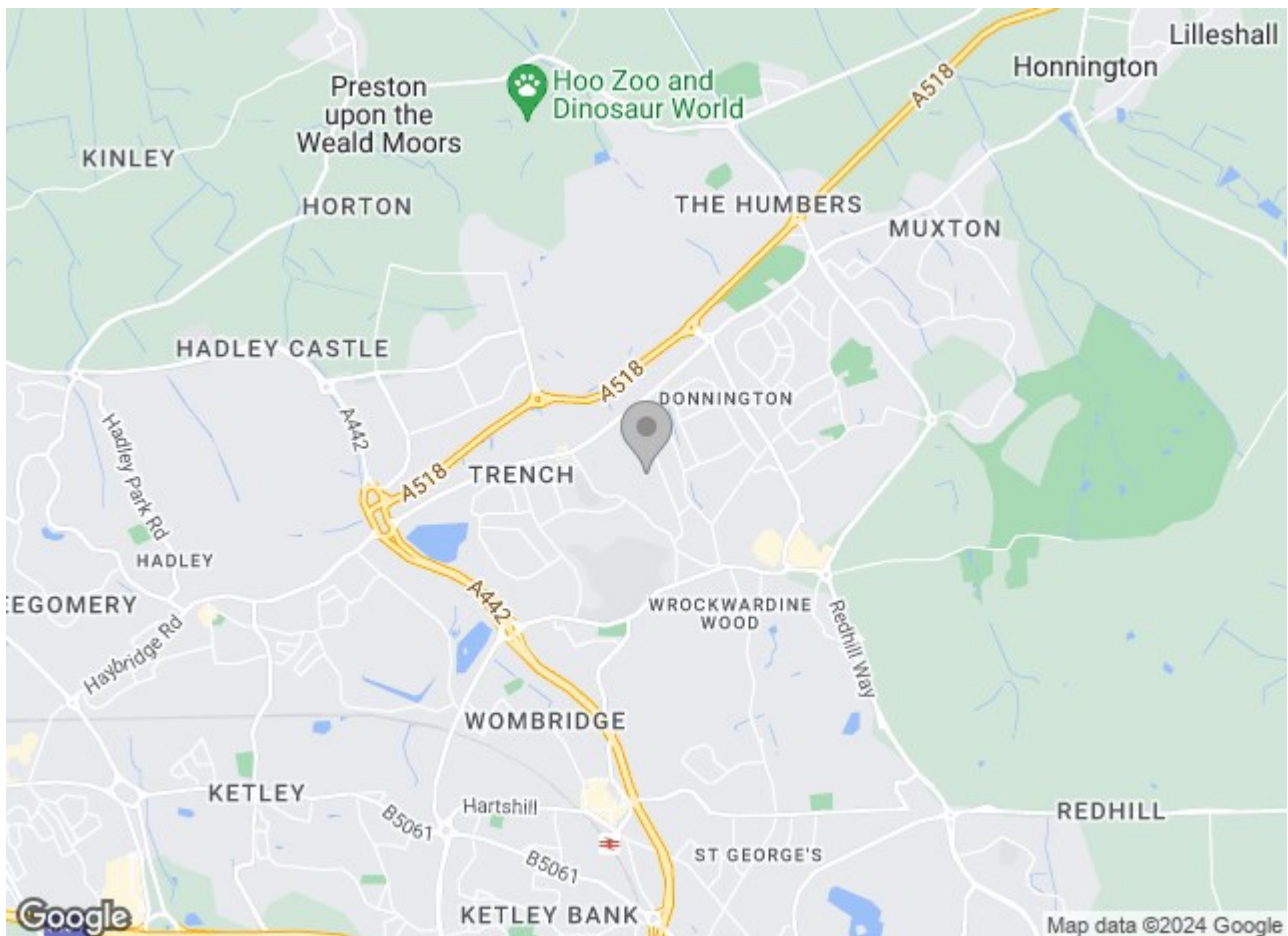 Lilleshall
Honnington
A518
Preston
upon the
Weald Moors
Hoo Zoo and
Dinosaur World
KINLEY
HORTON
THE HUMBERS
MUXTON
HADLEY CASTLE
A518
DONNINGTON
A442
Hadley Park Rd
TRENCH
A518
HADLEY
A442
EEGOMERY
WROCKWARDINE
WOOD
Haybridge Rd
Redhill Way
WOMBRIDGE
KETLEY
Hartshill
B5061
REDHILL
ST GEORGE'S
B5061
KETLEY BANK
Google
Map data ©2024 Google